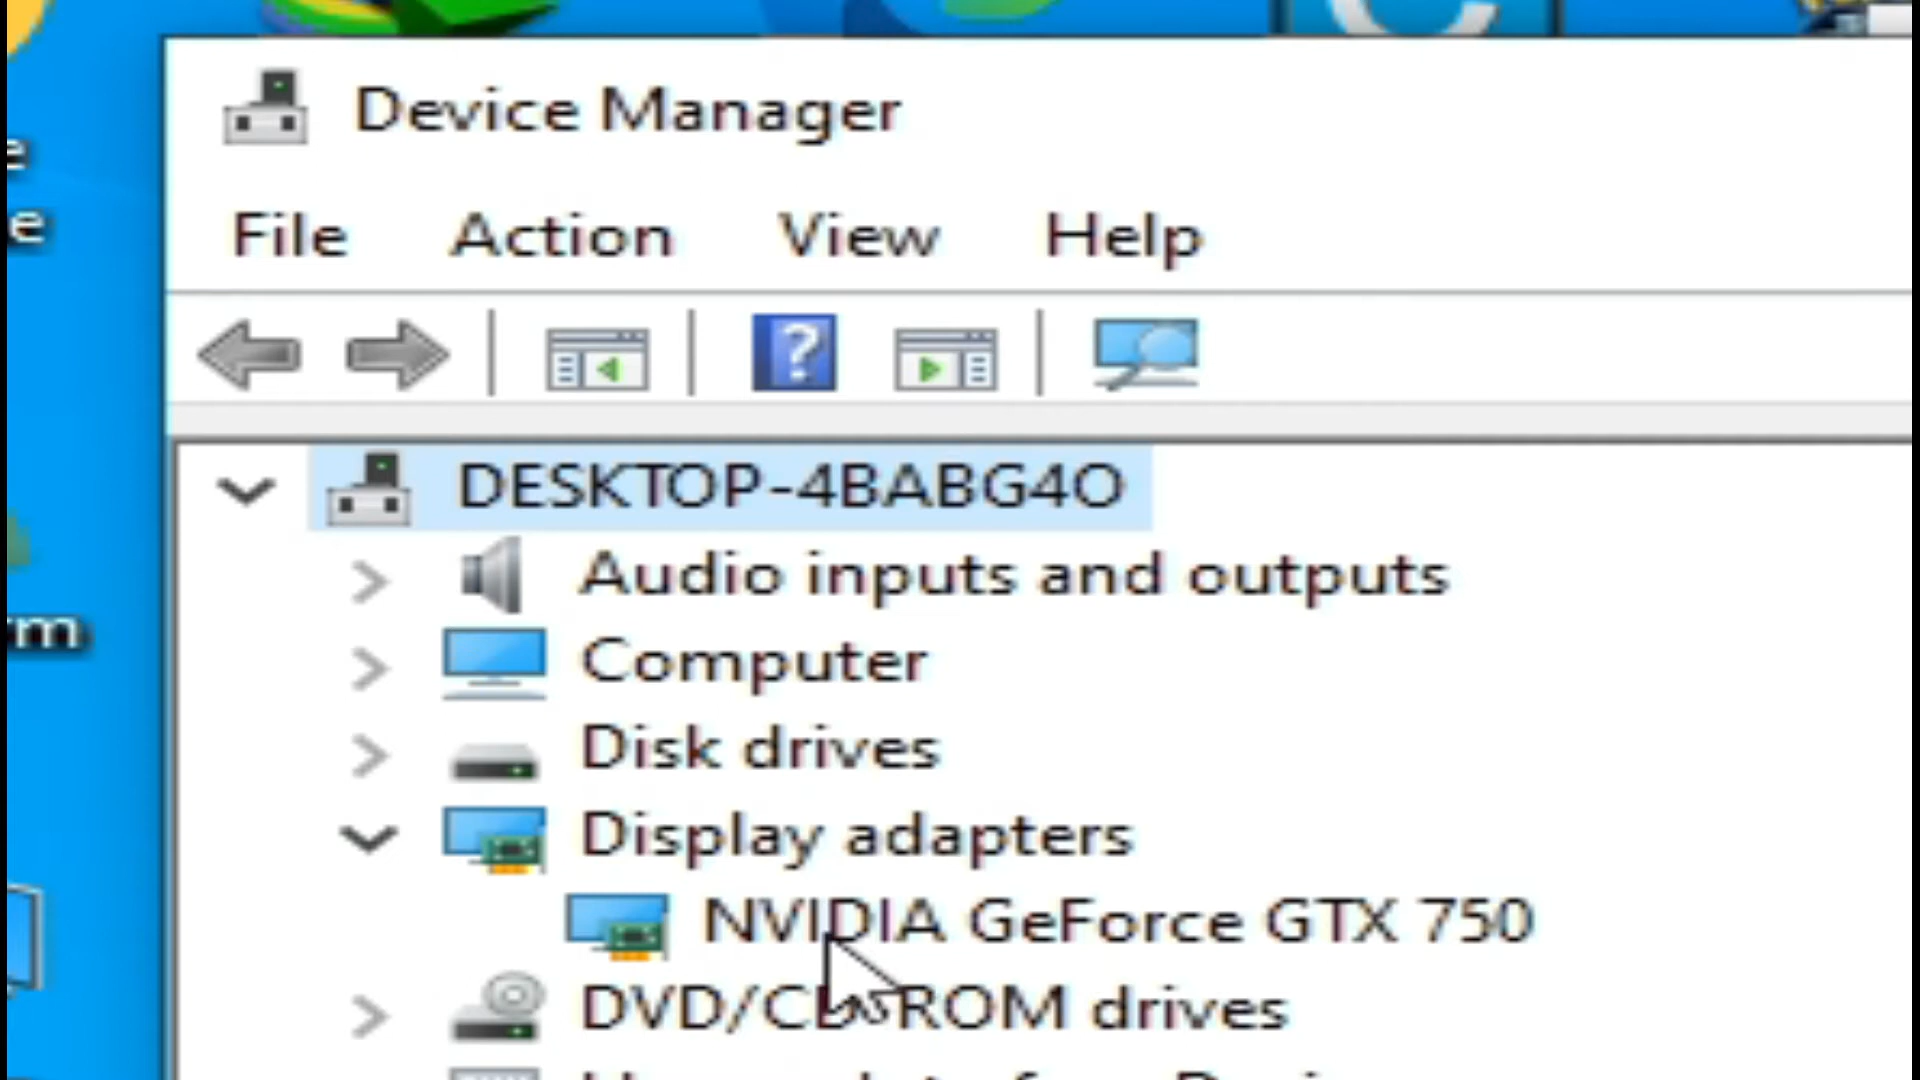 Device Manager
File Action View Help
DESKTOP-4BABG4O
Audio inputs and outputs
Computer
Disk drives
Display adapters
NVIDIA GeForce GTX 750
DVD/CD-ROM drives